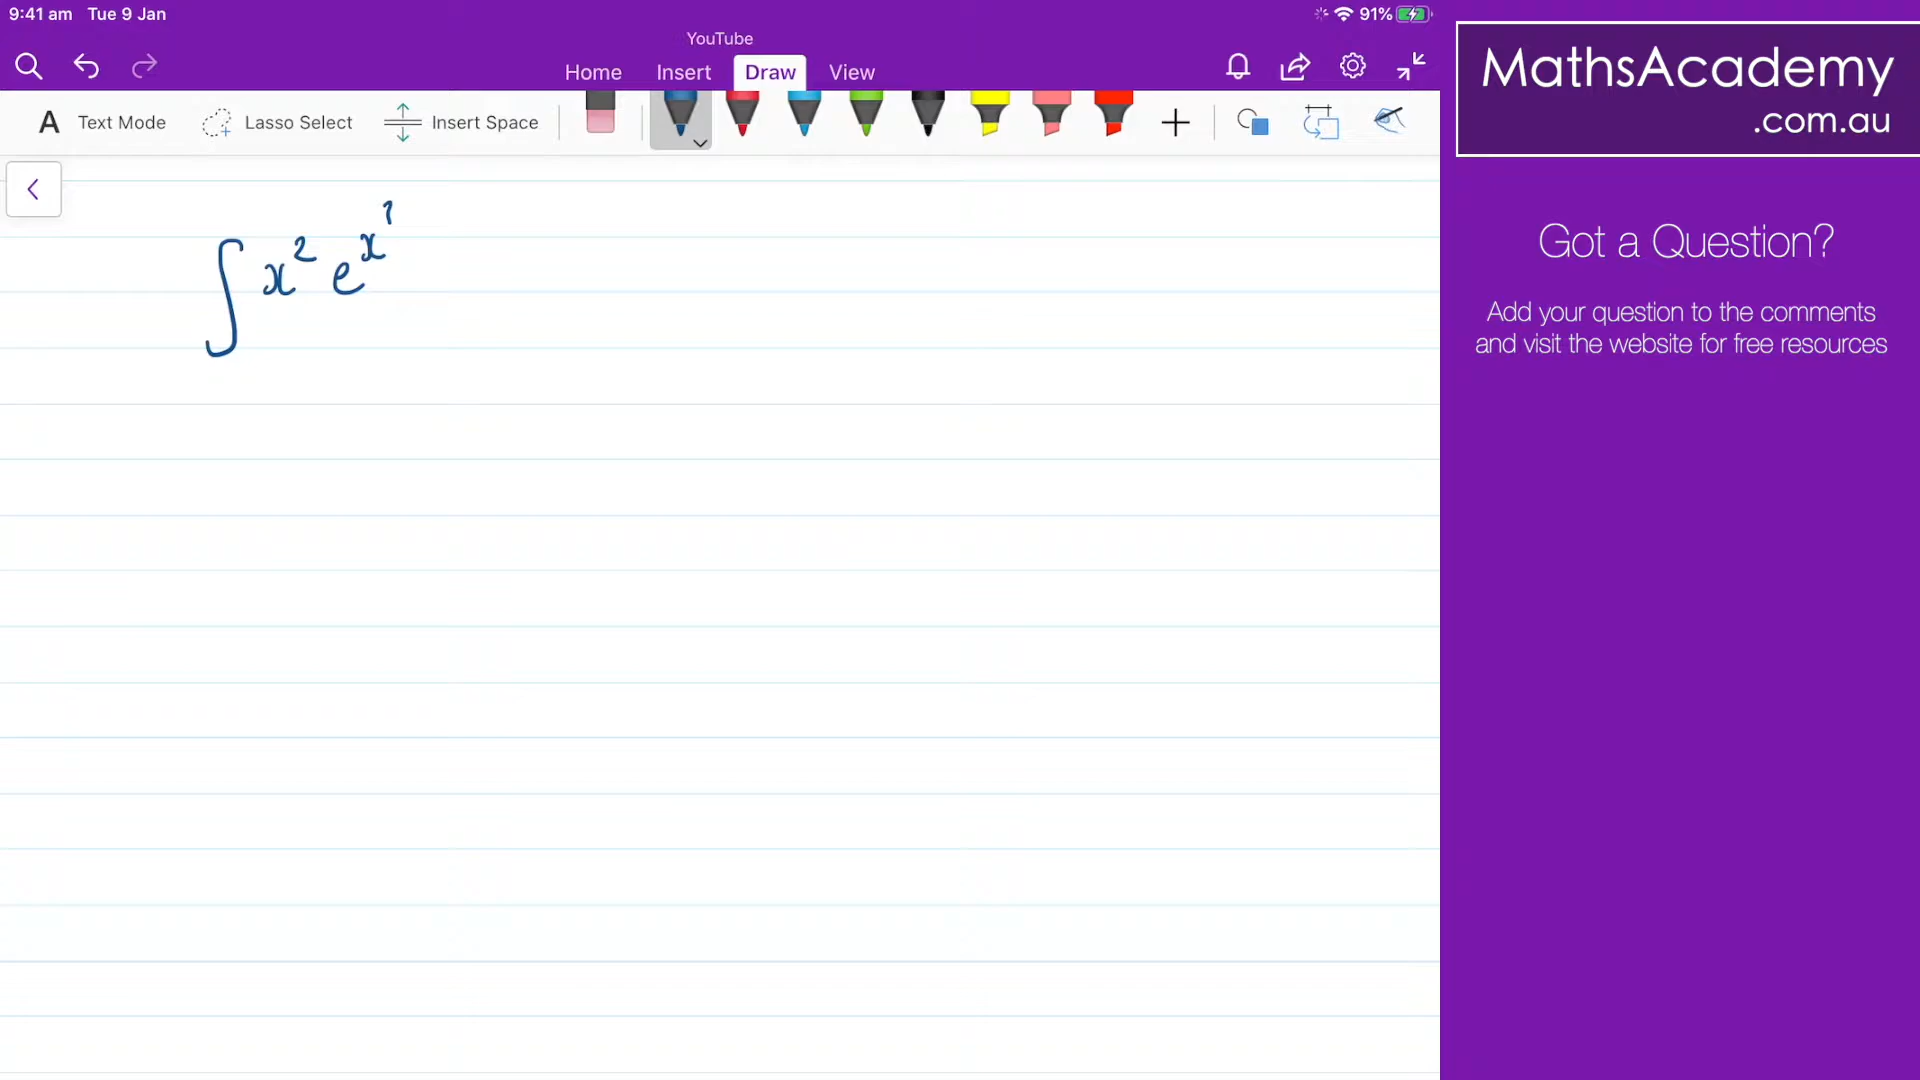 9:41 am Tue 9 Jan 91%
YouTube
Home Insert Draw View
A Text Mode Lasso Select Insert Space
∫ x² e^x
MathsAcademy
.com.au
Got a Question?
Add your question to the comments
and visit the website for free resources